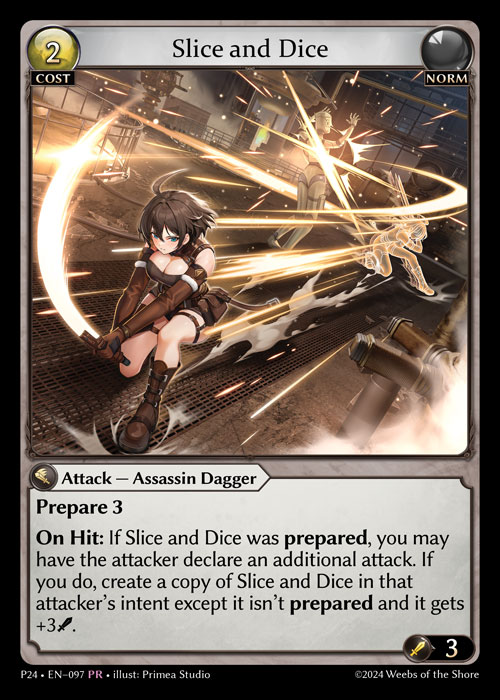 2
Slice and Dice
COST
NORM
Attack — Assassin Dagger
Prepare 3
On Hit: If Slice and Dice was prepared, you may
have the attacker declare an additional attack. If
you do, create a copy of Slice and Dice in that
attacker's intent except it isn't prepared and it gets
+3.
3
P24 • EN–097 PR • illust: Primea Studio
©2024 Weebs of the Shore